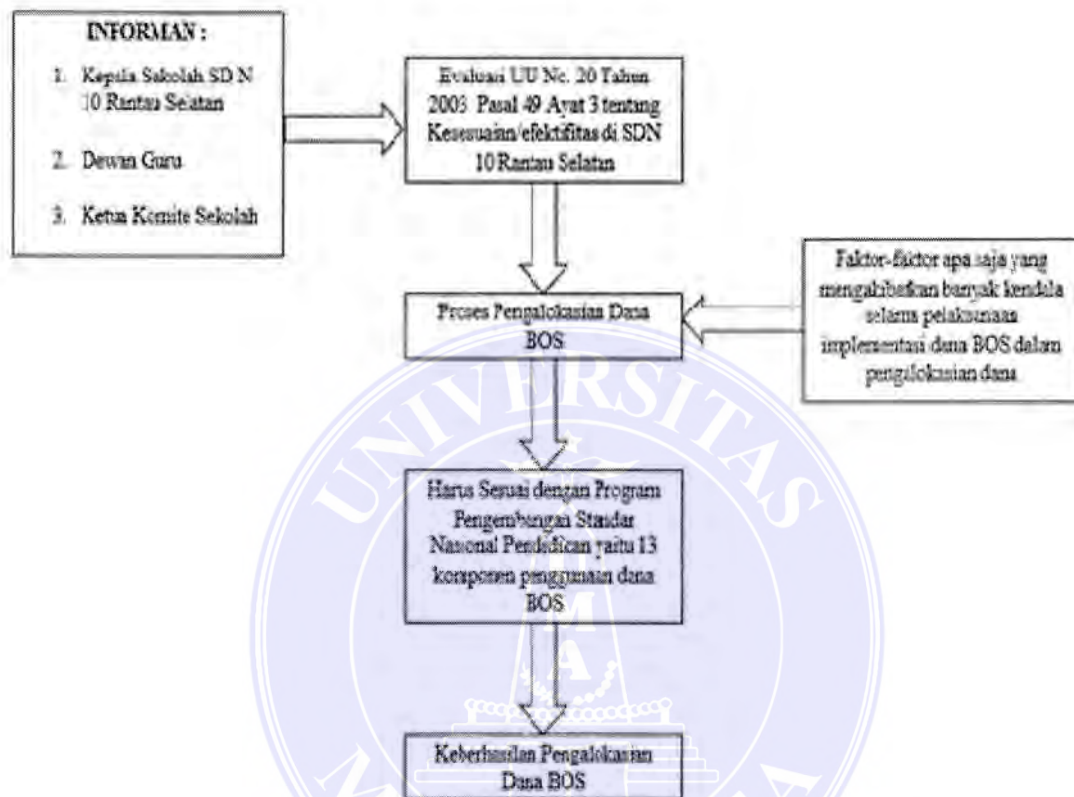 INFORMAN :
1. Kepala Sekolah SD N
10 Rantau Selatan
2. Dewan Guru
3. Ketua Komite Sekolah
Evaluasi UU No. 20 Tahun
2003 Pasal 49 Ayat 3 tentang
Kesesuaian/efektifitas di SDN
10 Rantau Selatan
Proses Pengalokasian Dana
BOS
Faktor-faktor apa saja yang
mengakibatkan banyak kendala
selama pelaksanaan
implementasi dana BOS dalam
pengalokasian dana
Harus Sesuai dengan Program
Pengembangan Standar
Nasional Pendidikan yaitu 13
komponen penggunaan dana
BOS
Keberhasilan Pengalokasian
Dana BOS
UNIVERSITAS
UMA